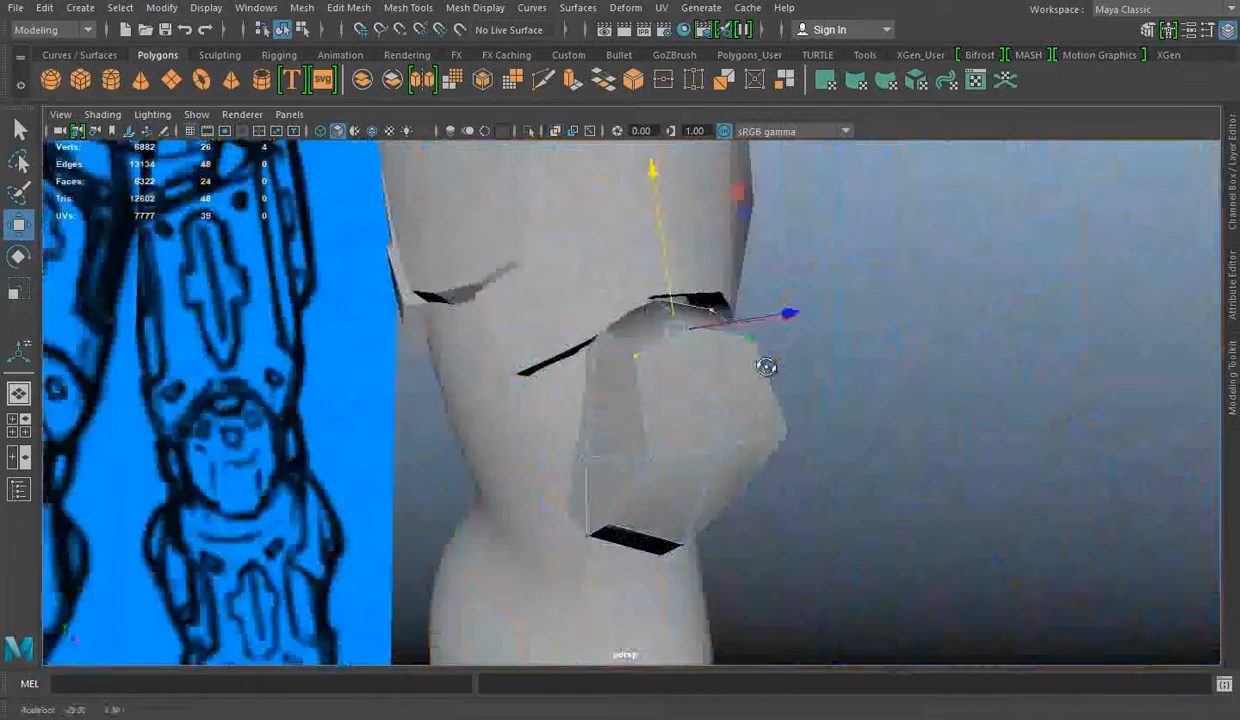 File Edit Create Select Modify Display Windows Mesh Edit Mesh Mesh Tools Mesh Display Curves Surfaces Deform UV Generate Cache Help Workspace : Maya Classic
Modeling No Live Surface Sign In
Curves / Surfaces Polygons Sculpting Rigging Animation Rendering FX FX Caching Custom Bullet GoZBrush Polygons_User TURTLE Tools XGen_User Bifrost MASH Motion Graphics XGen
T SVG
View Shading Lighting Show Renderer Panels
0.00 1.00 sRGB gamma
Verts: 6882 26 4
Edges: 13134 48 0
Faces: 6322 24 0
Tris: 12602 48 0
UVs: 7777 39 0
Channel Box / Layer Editor
Attribute Editor
Modeling Toolkit
persp
MEL